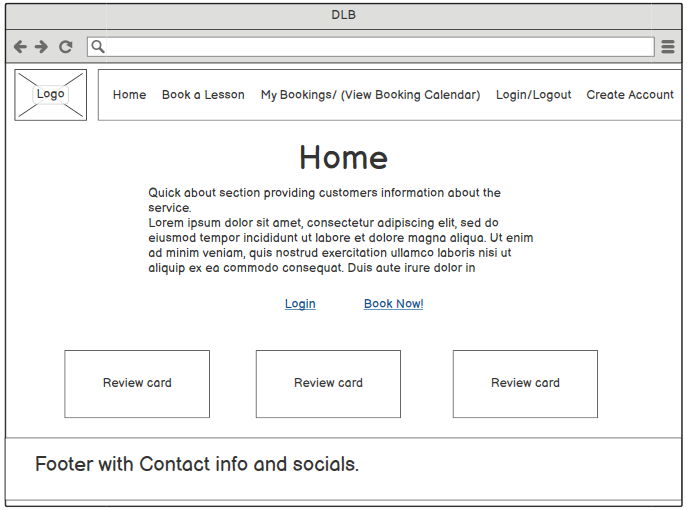 DLB
Logo
Home Book a Lesson My Bookings/ (View Booking Calendar) Login/Logout Create Account
Home
Quick about section providing customers information about the
service.
Lorem ipsum dolor sit amet, consectetur adipiscing elit, sed do
eiusmod tempor incididunt ut labore et dolore magna aliqua. Ut enim
ad minim veniam, quis nostrud exercitation ullamco laboris nisi ut
aliquip ex ea commodo consequat. Duis aute irure dolor in
Login Book Now!
Review card Review card Review card
Footer with Contact info and socials.